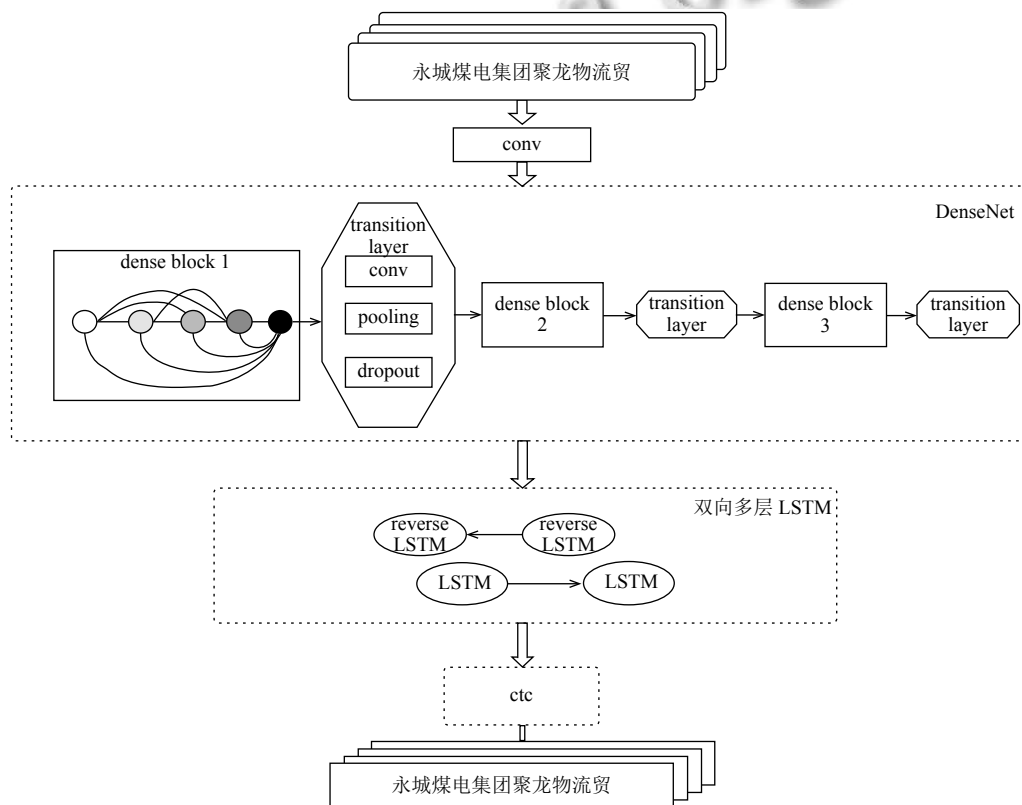 永城煤电集团聚龙物流贸
conv
DenseNet
dense block 1
transition
layer
conv
pooling
dropout
dense block
2
transition
layer
dense block
3
transition
layer
双向多层 LSTM
reverse
LSTM
reverse
LSTM
LSTM
LSTM
ctc
永城煤电集团聚龙物流贸